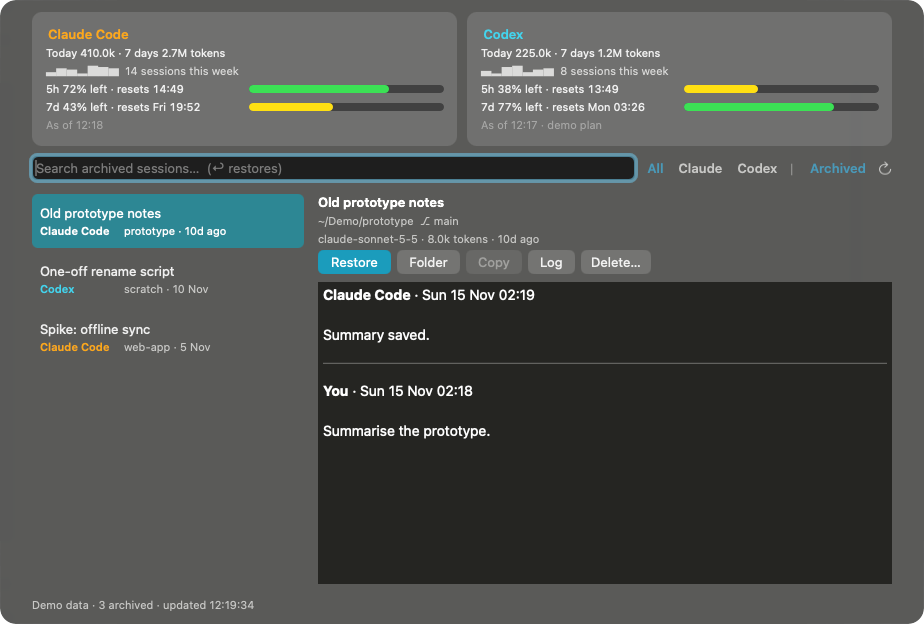 Claude Code
Today 410.0k · 7 days 2.7M tokens
14 sessions this week
5h 72% left · resets 14:49
7d 43% left · resets Fri 19:52
As of 12:18
Codex
Today 225.0k · 7 days 1.2M tokens
8 sessions this week
5h 38% left · resets 13:49
7d 77% left · resets Mon 03:26
As of 12:17 · demo plan
Search archived sessions... (↩ restores)
All Claude Codex | Archived
Old prototype notes
Claude Code prototype · 10d ago
One-off rename script
Codex scratch · 10 Nov
Spike: offline sync
Claude Code web-app · 5 Nov
Old prototype notes
~/Demo/prototype ⎇ main
claude-sonnet-5-5 · 8.0k tokens · 10d ago
Restore Folder Copy Log Delete...
Claude Code · Sun 15 Nov 02:19
Summary saved.
You · Sun 15 Nov 02:18
Summarise the prototype.
Demo data · 3 archived · updated 12:19:34